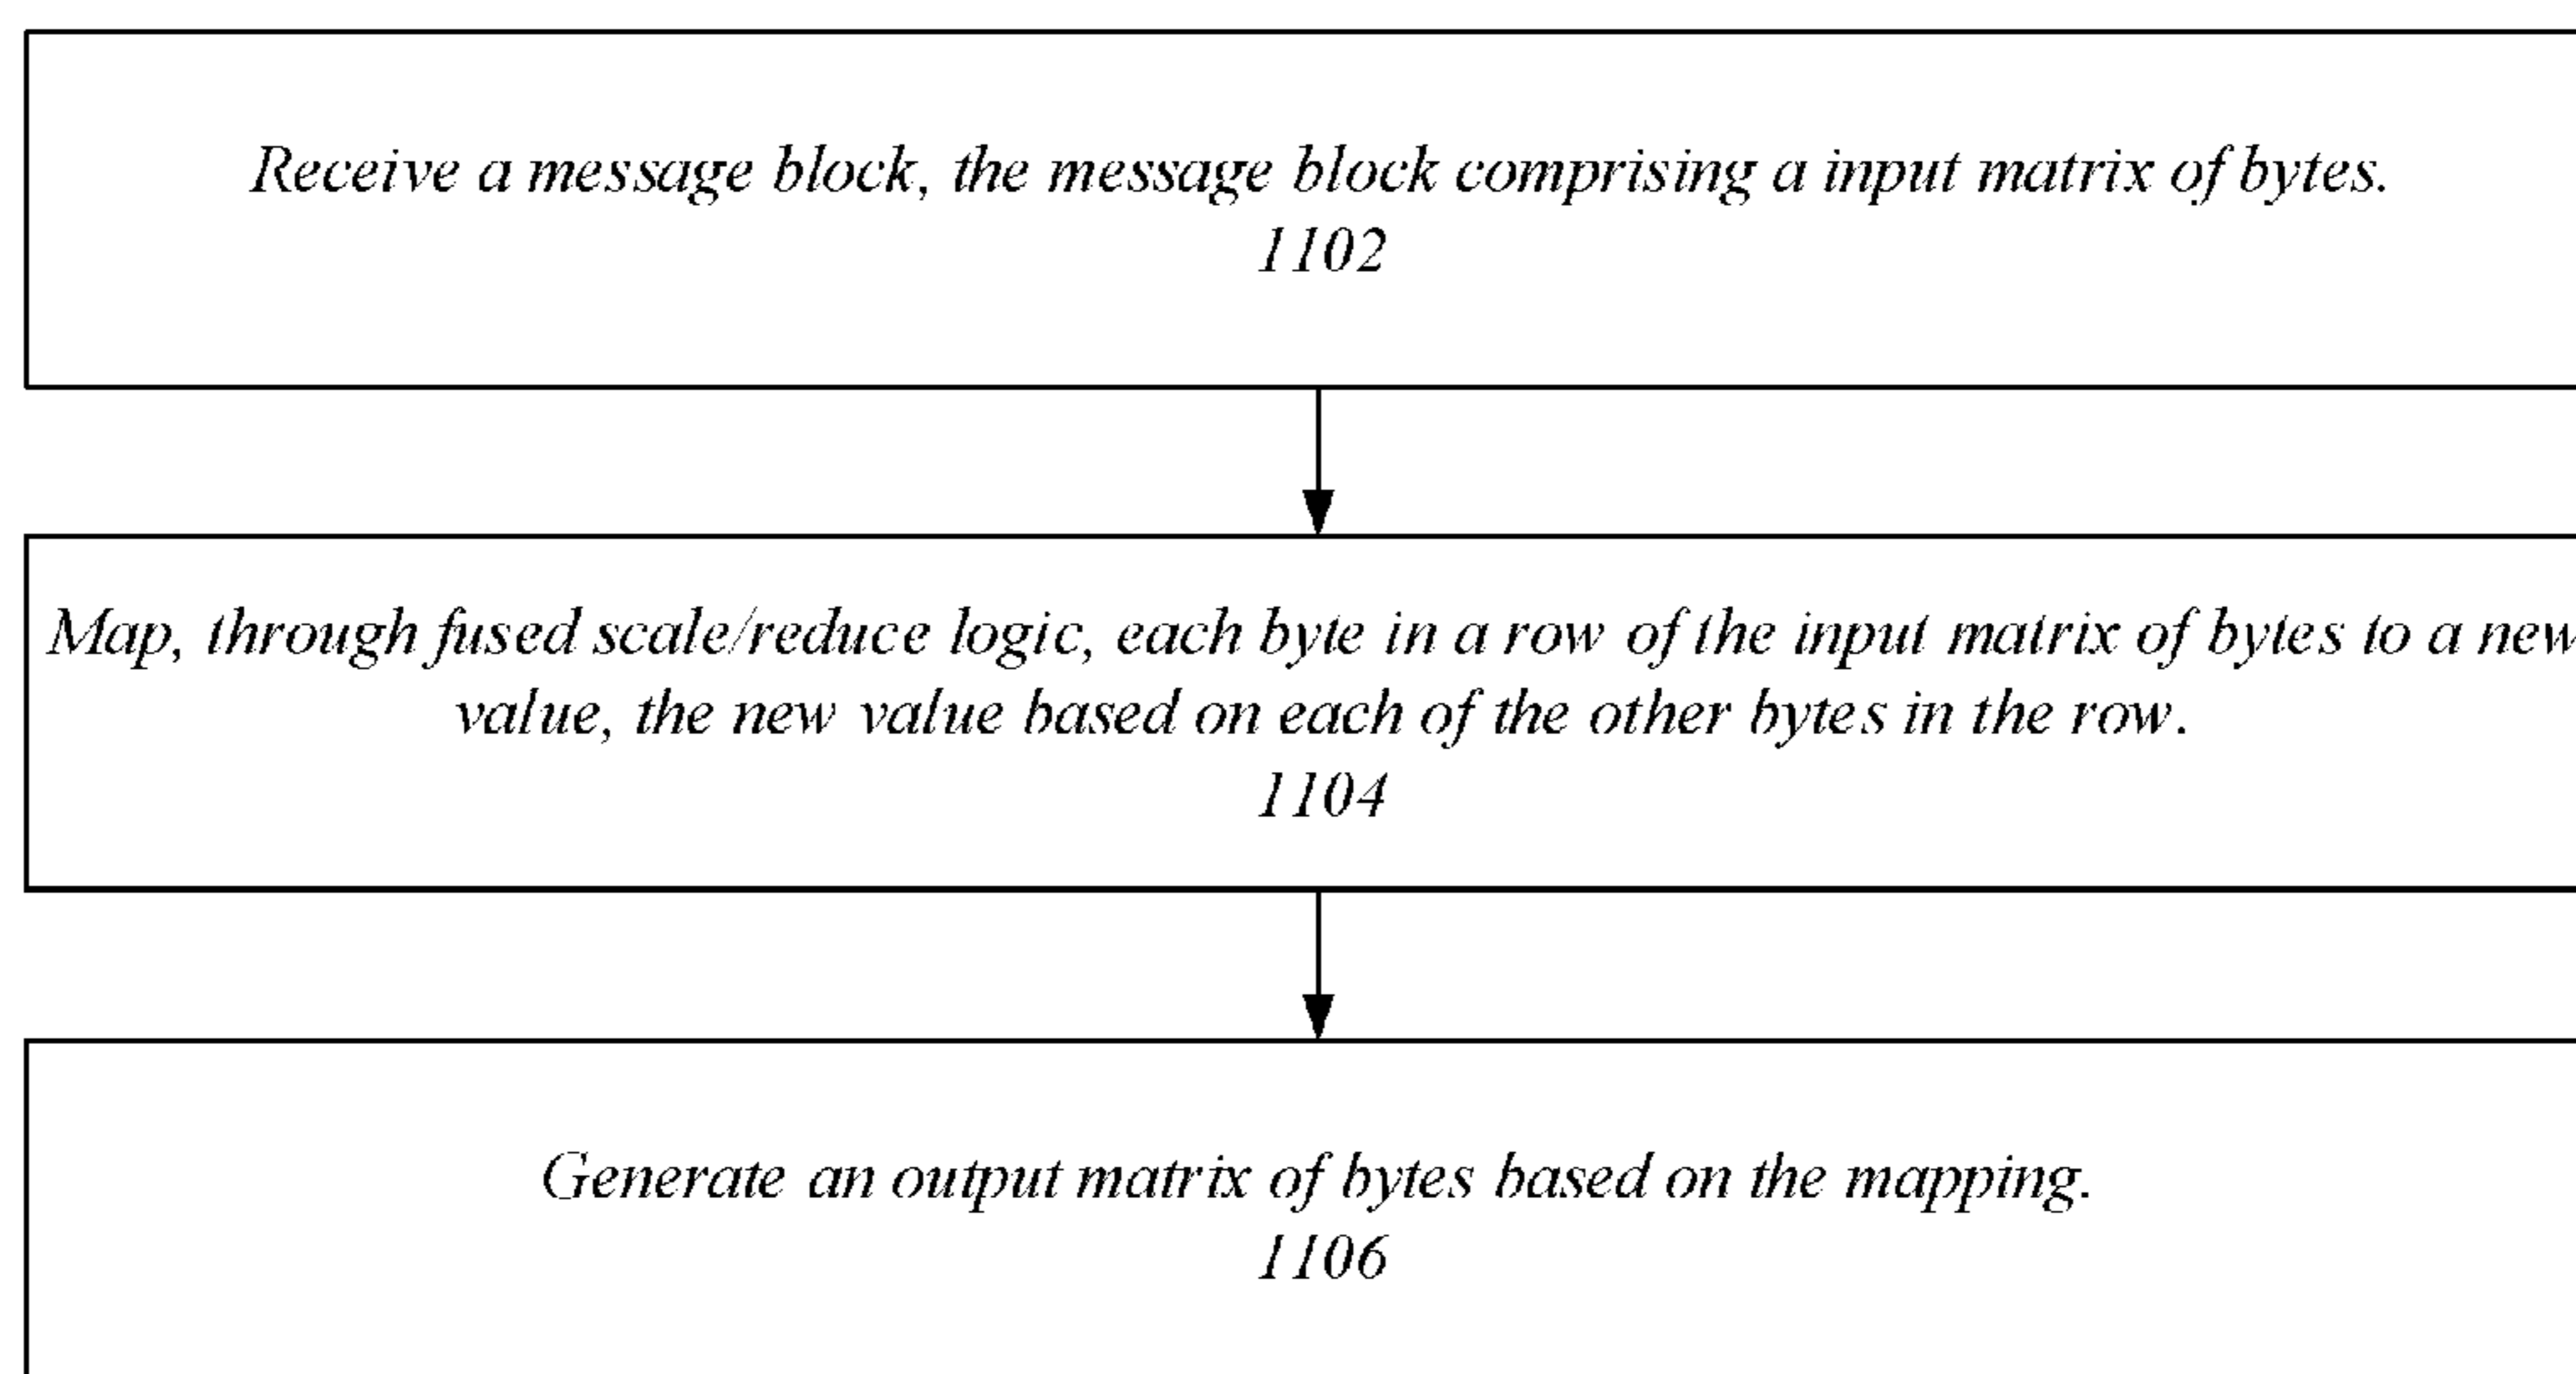 Receive a message block, the message block comprising a input matrix of bytes.
1102
Map, through fused scale/reduce logic, each byte in a row of the input matrix of bytes to a new
value, the new value based on each of the other bytes in the row.
1104
Generate an output matrix of bytes based on the mapping.
1106